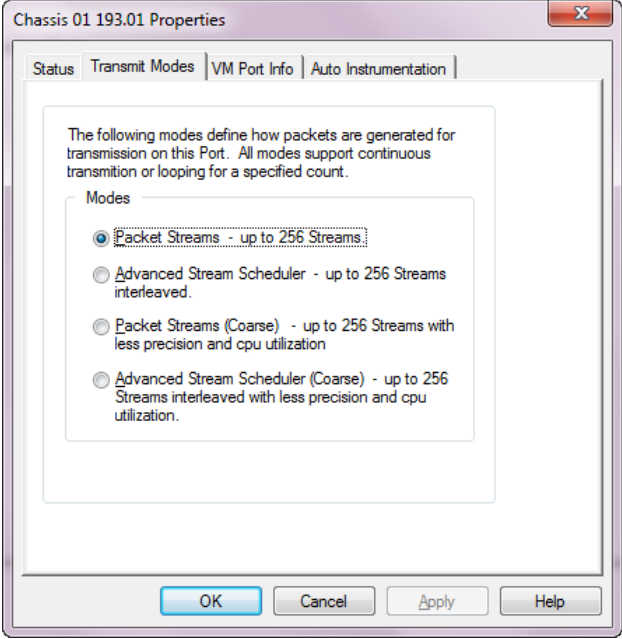 Chassis 01 193.01 Properties
Status Transmit Modes VM Port Info Auto Instrumentation
The following modes define how packets are generated for
transmission on this Port. All modes support continuous
transmition or looping for a specified count.
Modes
Packet Streams - up to 256 Streams.
Advanced Stream Scheduler - up to 256 Streams
interleaved.
Packet Streams (Coarse) - up to 256 Streams with
less precision and cpu utilization
Advanced Stream Scheduler (Coarse) - up to 256
Streams interleaved with less precision and cpu
utilization.
OK Cancel Apply Help